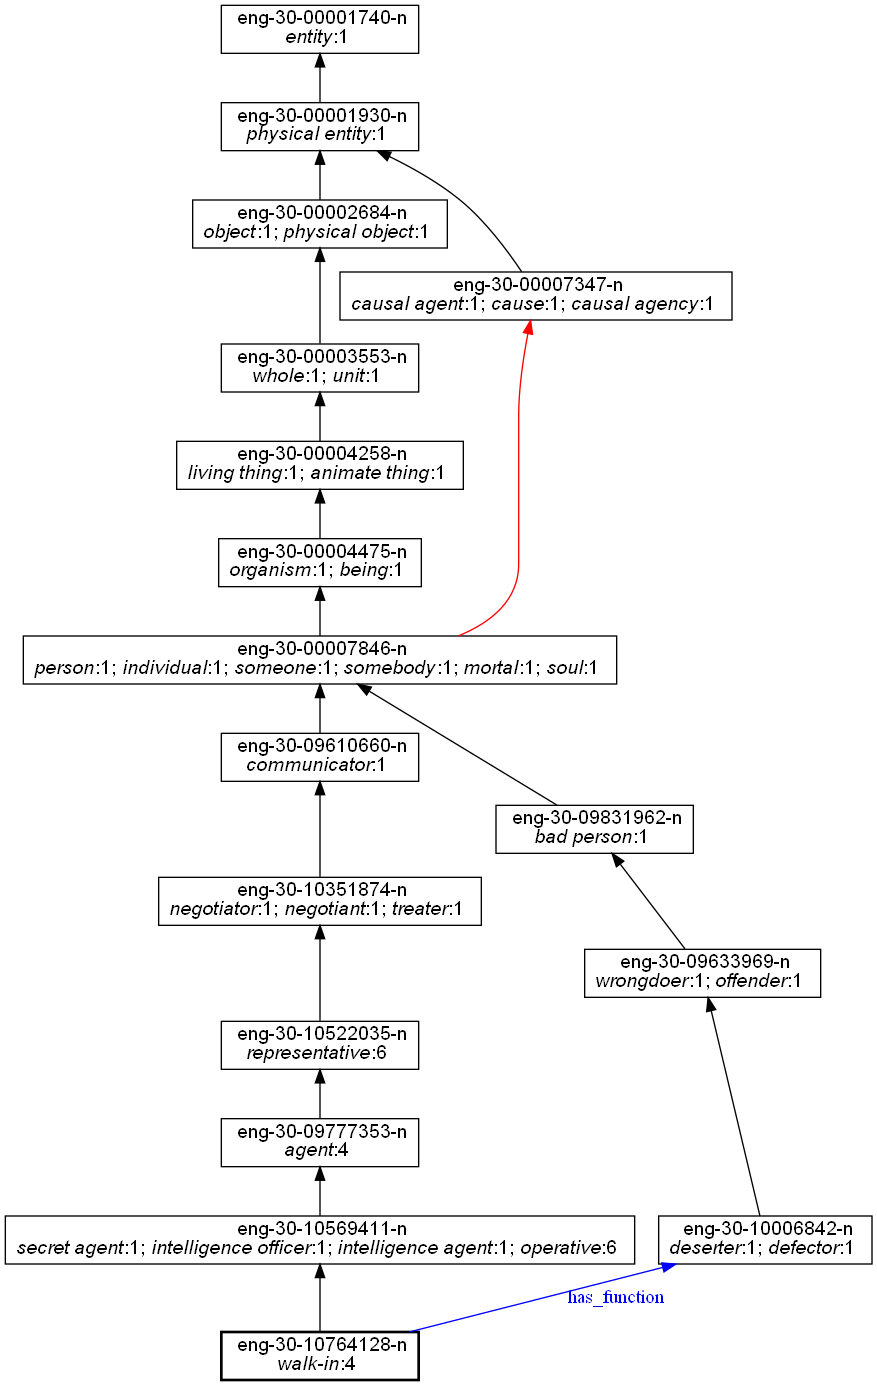 eng-30-00001740-n
entity:1
eng-30-00001930-n
physical entity:1
eng-30-00002684-n
object:1; physical object:1
eng-30-00007347-n
causal agent:1; cause:1; causal agency:1
eng-30-00003553-n
whole:1; unit:1
eng-30-00004258-n
living thing:1; animate thing:1
eng-30-00004475-n
organism:1; being:1
eng-30-00007846-n
person:1; individual:1; someone:1; somebody:1; mortal:1; soul:1
eng-30-09610660-n
communicator:1
eng-30-09831962-n
bad person:1
eng-30-10351874-n
negotiator:1; negotiant:1; treater:1
eng-30-09633969-n
wrongdoer:1; offender:1
eng-30-10522035-n
representative:6
eng-30-09777353-n
agent:4
eng-30-10569411-n
secret agent:1; intelligence officer:1; intelligence agent:1; operative:6
eng-30-10006842-n
deserter:1; defector:1
has_function
eng-30-10764128-n
walk-in:4